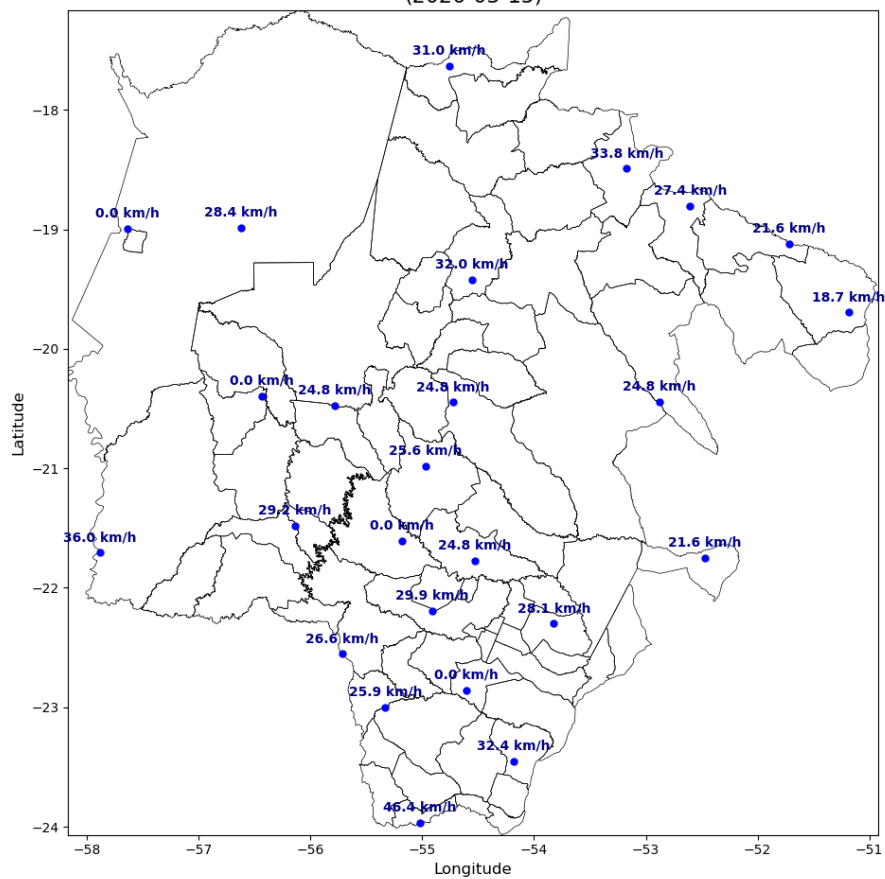 31.0 km/h
33.8 km/h
27.4 km/h
0.0 km/h
28.4 km/h
21.6 km/h
32.0 km/h
18.7 km/h
0.0 km/h
24.8 km/h
24.8 km/h
24.8 km/h
25.6 km/h
29.2 km/h
0.0 km/h
36.0 km/h
24.8 km/h
21.6 km/h
29.9 km/h
28.1 km/h
26.6 km/h
0.0 km/h
25.9 km/h
32.4 km/h
46.4 km/h
−18
−19
−20
−21
−22
−23
−24
Latitude
−58 −57 −56 −55 −54 −53 −52 −51
Longitude